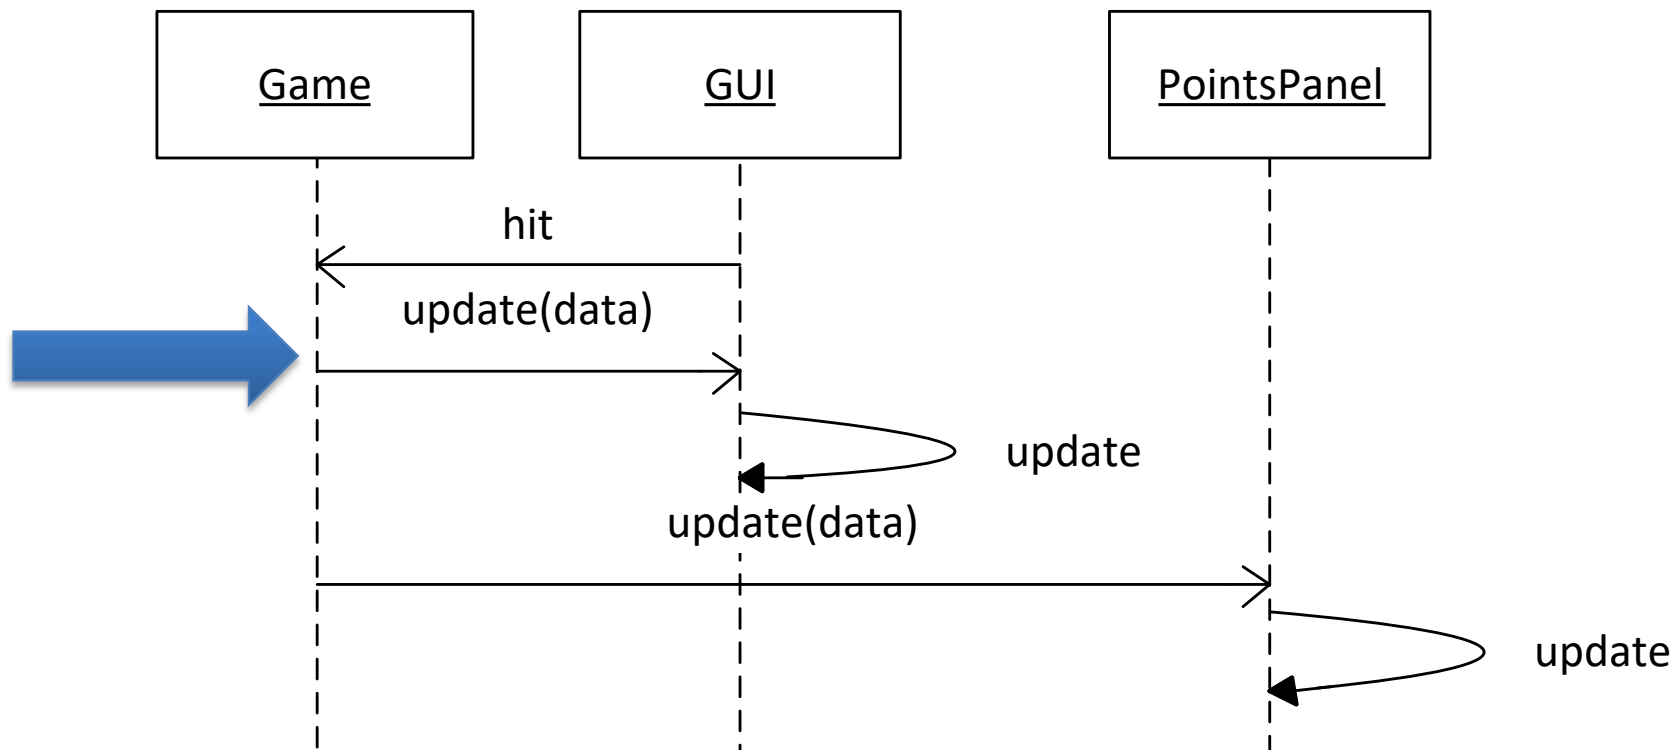 Game
GUI
PointsPanel
hit
update(data)
update
update(data)
update